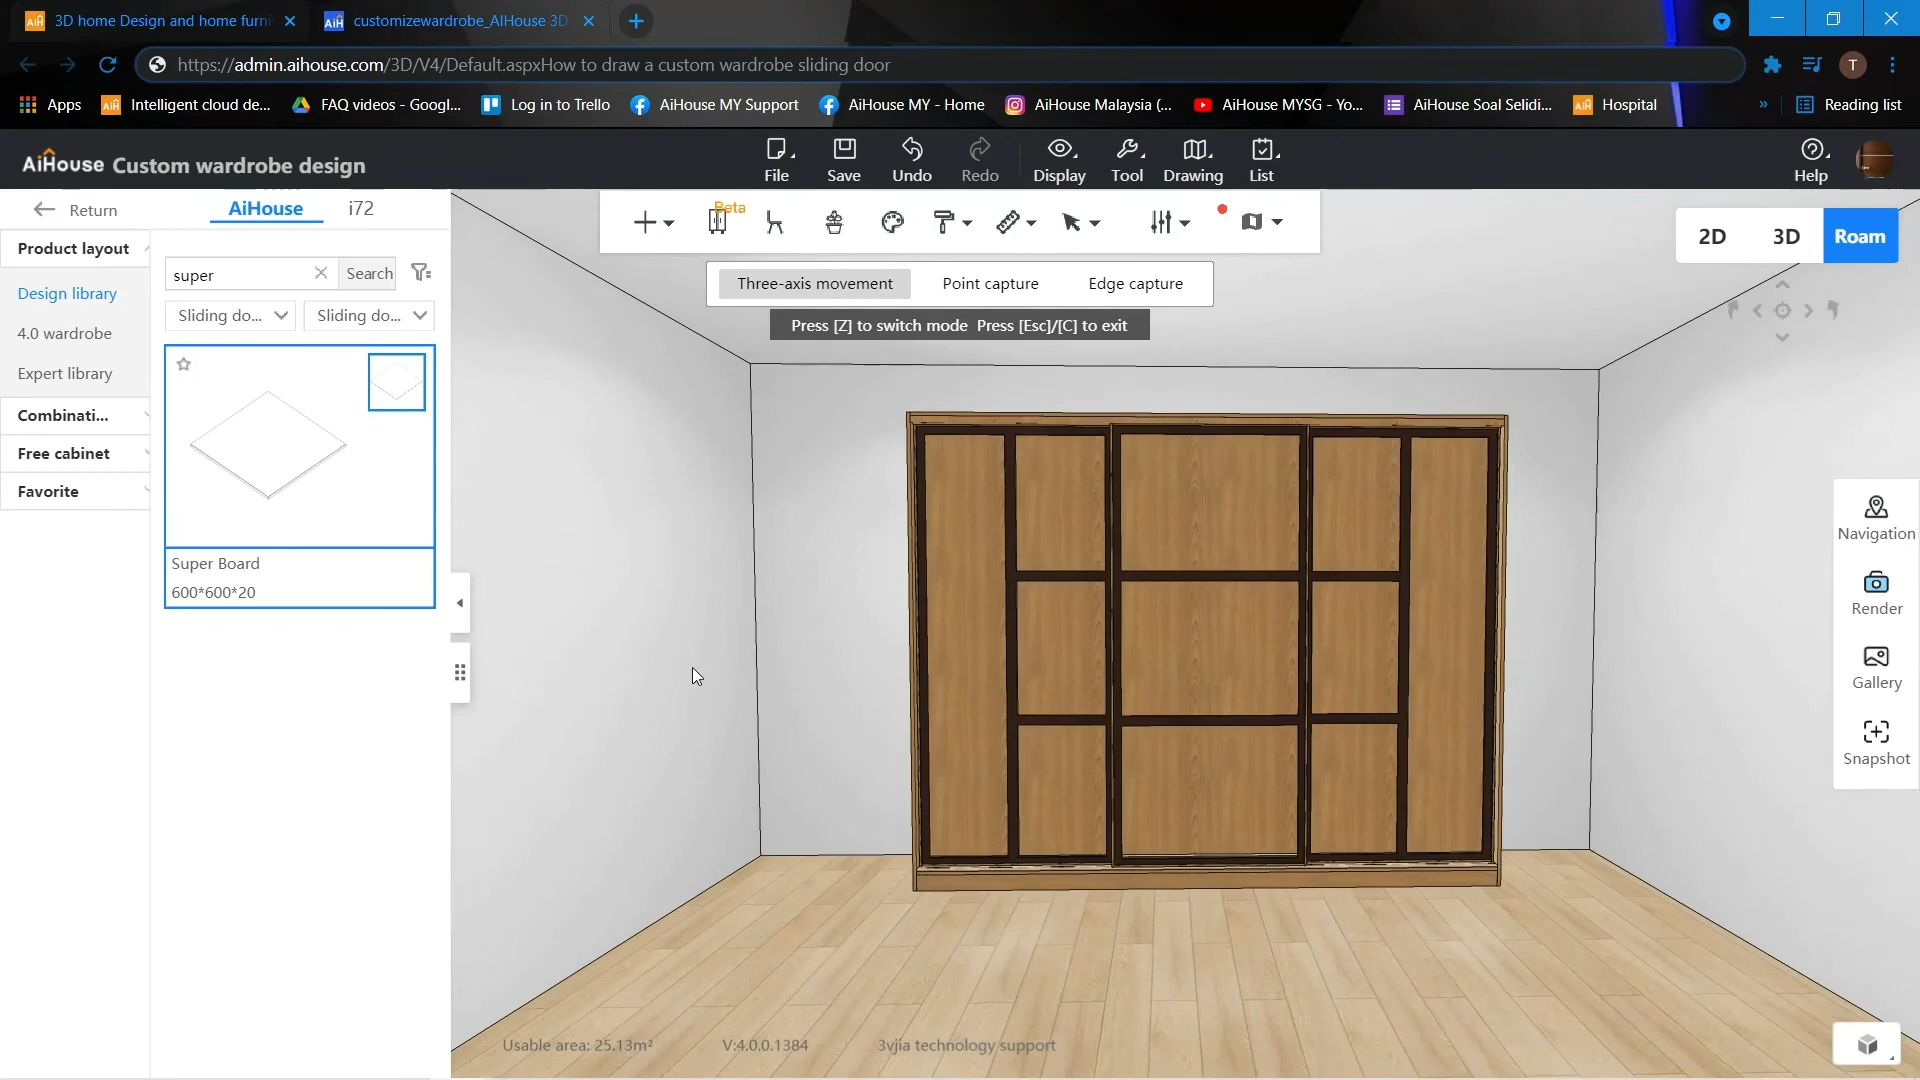 3D home Design and home furni
customizewardrobe_AIHouse 3D
https://admin.aihouse.com/3D/V4/Default.aspxHow to draw a custom wardrobe sliding door
T
Apps
Intelligent cloud de...
FAQ videos - Googl...
Log in to Trello
AiHouse MY Support
AiHouse MY - Home
AiHouse Malaysia (...
AiHouse MYSG - Yo...
AiHouse Soal Selidi...
Hospital
»
Reading list
AiHouse Custom wardrobe design
File
Save
Undo
Redo
Display
Tool
Drawing
List
Help
Return
AiHouse
i72
Beta
2D
3D
Roam
Product layout
Design library
4.0 wardrobe
Expert library
Combinati...
Free cabinet
Favorite
super
Search
Sliding do...
Sliding do...
Super Board
600*600*20
Three-axis movement
Point capture
Edge capture
Press [Z] to switch mode Press [Esc]/[C] to exit
Navigation
Render
Gallery
Snapshot
Usable area: 25.13m²
V:4.0.0.1384
3vjia technology support